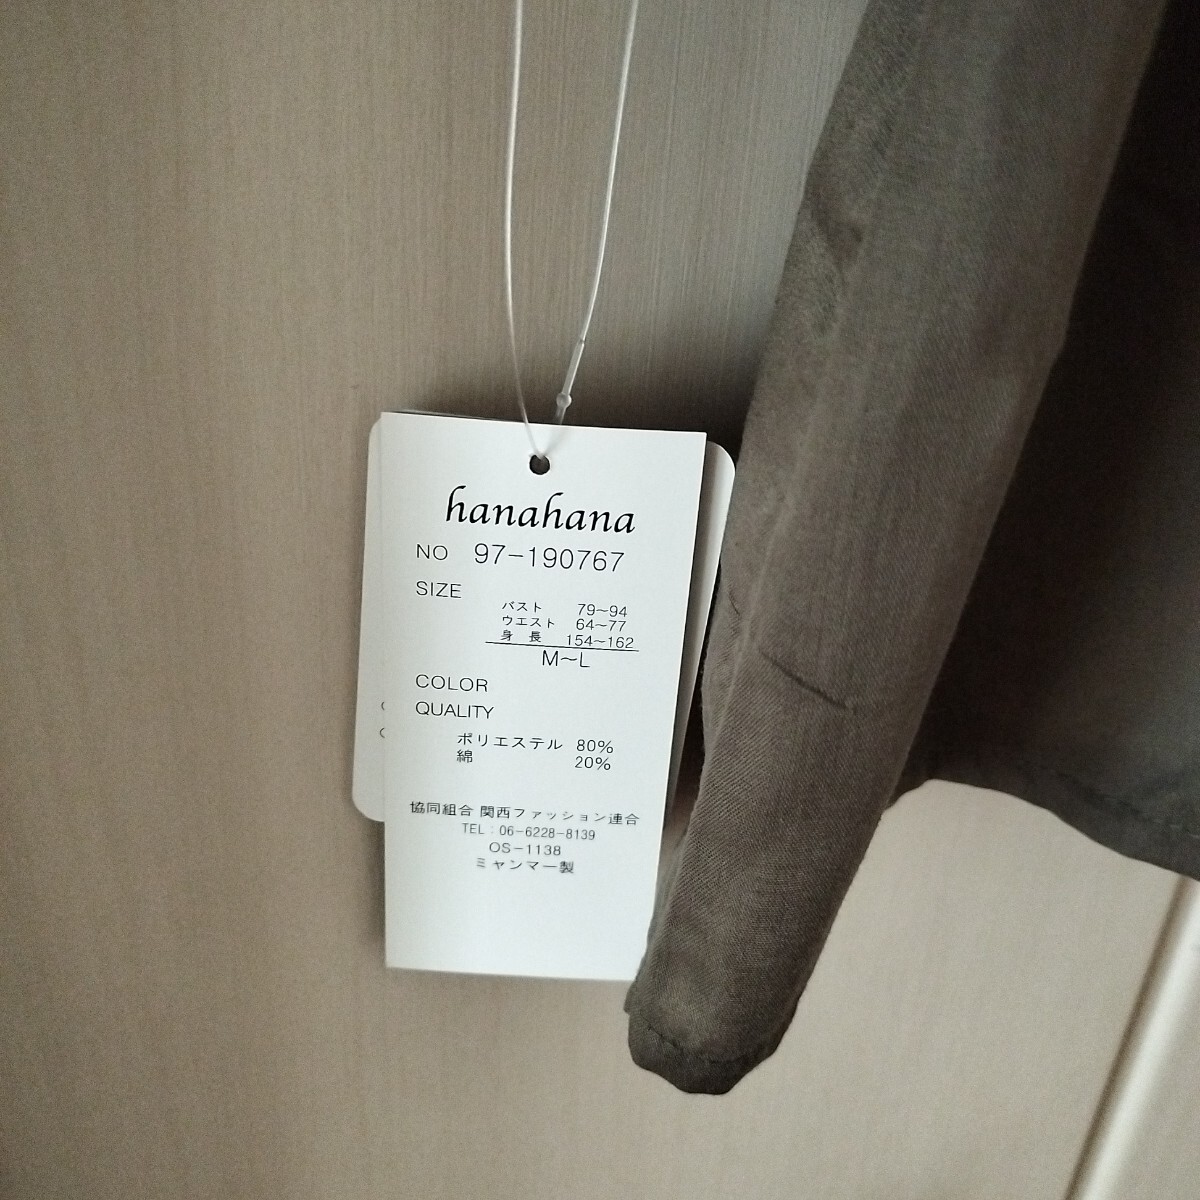 hanahana
NO 97-190767
SIZE
バスト 79~94
ウエスト 64~77
身長 154~162
M~L
COLOR
QUALITY
ポリエステル 80%
綿 20%
協同組合 関西ファッション連合
TEL:06-6228-8139
OS-1138
ミャンマー製